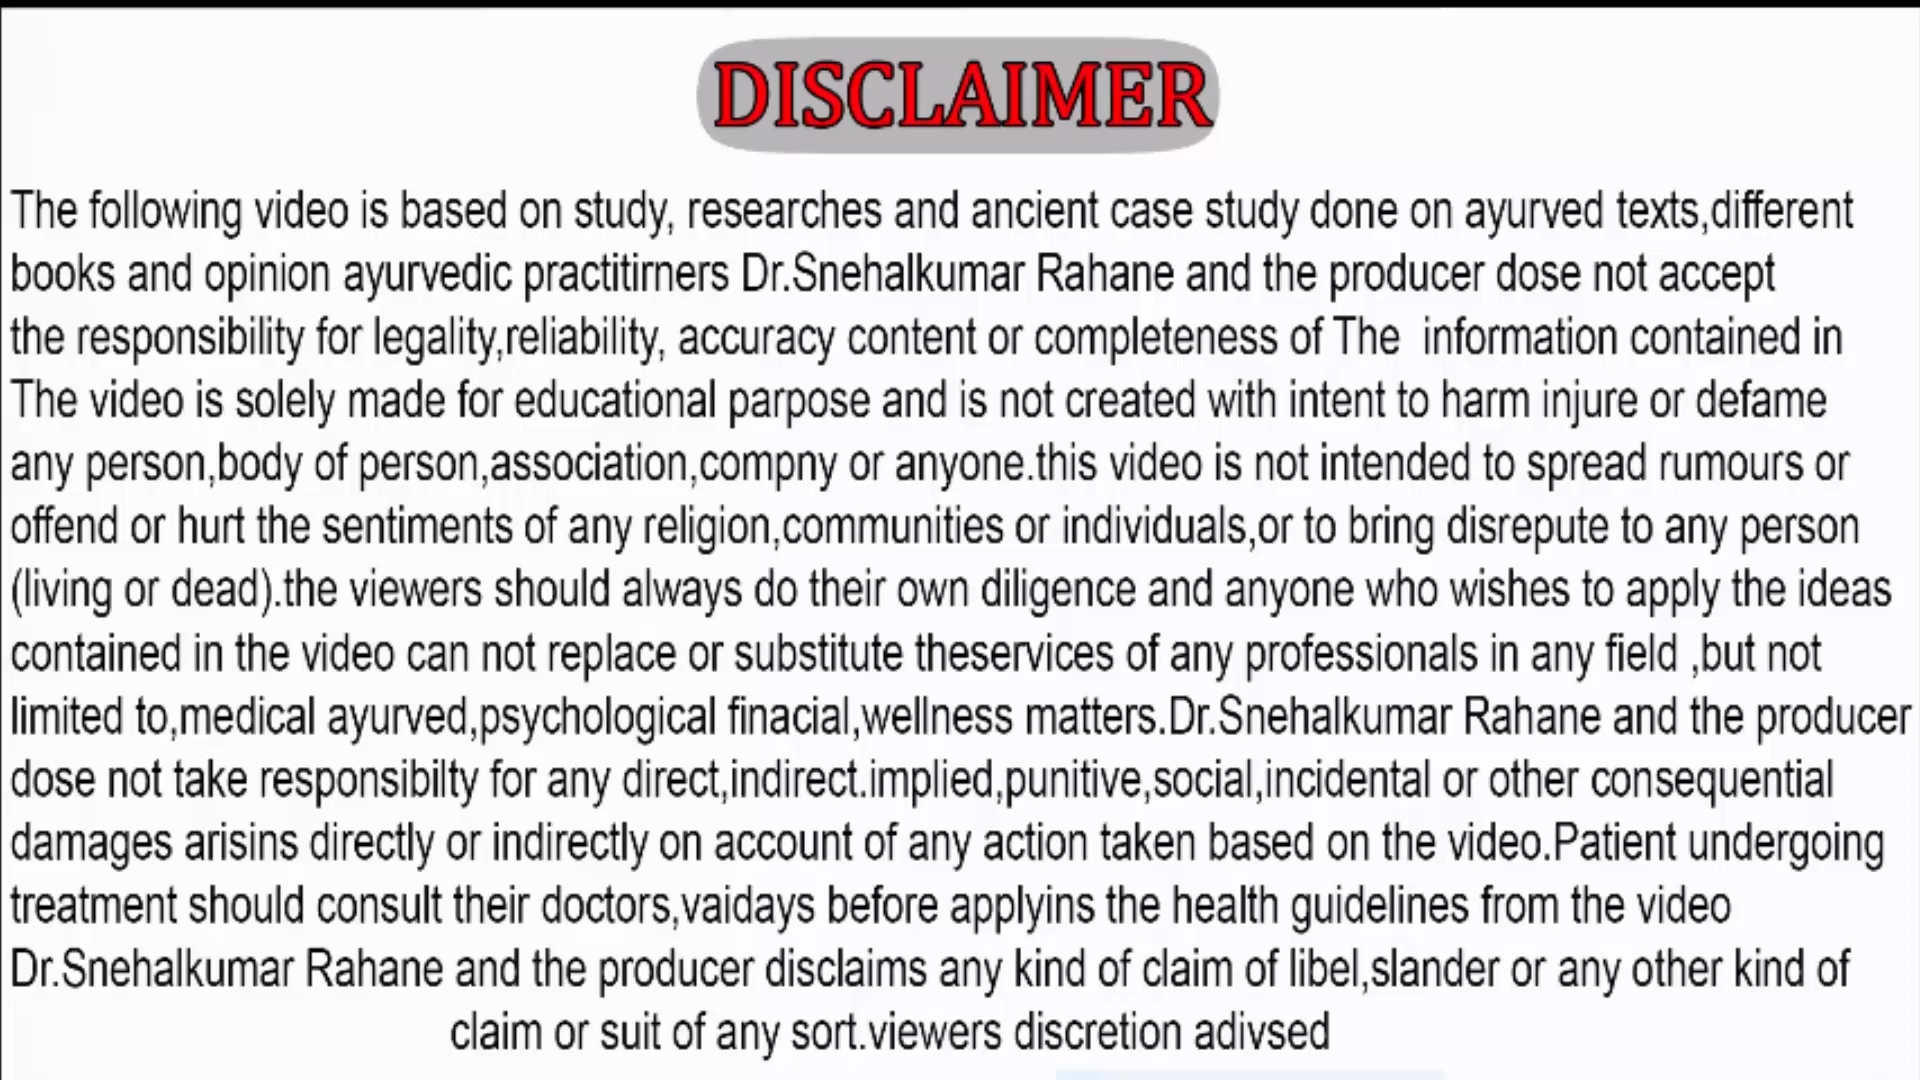 DISCLAIMER
The following video is based on study, researches and ancient case study done on ayurved texts,different
books and opinion ayurvedic practitirners Dr.Snehalkumar Rahane and the producer dose not accept
the responsibility for legality,reliability, accuracy content or completeness of The  information contained in
The video is solely made for educational parpose and is not created with intent to harm injure or defame
any person,body of person,association,compny or anyone.this video is not intended to spread rumours or
offend or hurt the sentiments of any religion,communities or individuals,or to bring disrepute to any person
(living or dead).the viewers should always do their own diligence and anyone who wishes to apply the ideas
contained in the video can not replace or substitute theservices of any professionals in any field ,but not
limited to,medical ayurved,psychological finacial,wellness matters.Dr.Snehalkumar Rahane and the producer
dose not take responsibilty for any direct,indirect.implied,punitive,social,incidental or other consequential
damages arisins directly or indirectly on account of any action taken based on the video.Patient undergoing
treatment should consult their doctors,vaidays before applyins the health guidelines from the video
Dr.Snehalkumar Rahane and the producer disclaims any kind of claim of libel,slander or any other kind of
claim or suit of any sort.viewers discretion adivsed